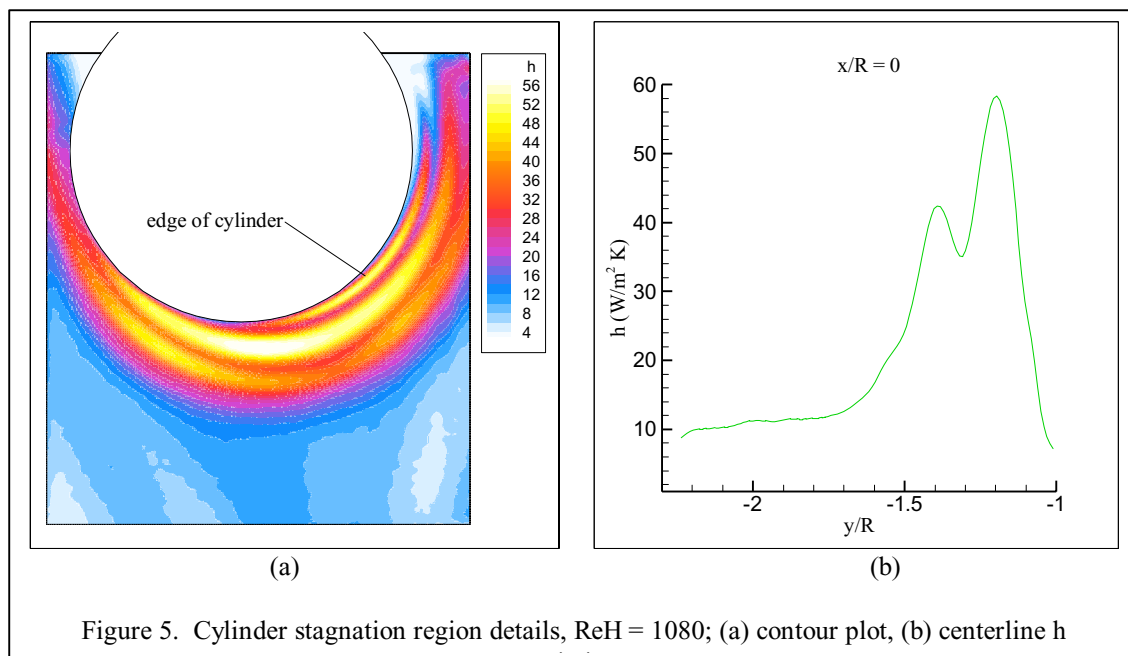 h
56
52
48
44
40
36
32
28
24
20
16
12
8
4
edge of cylinder
(a)
x/R = 0
60
50
40
30
20
10
h (W/m² K)
-2
-1.5
-1
y/R
(b)
Figure 5. Cylinder stagnation region details, ReH = 1080; (a) contour plot, (b) centerline h